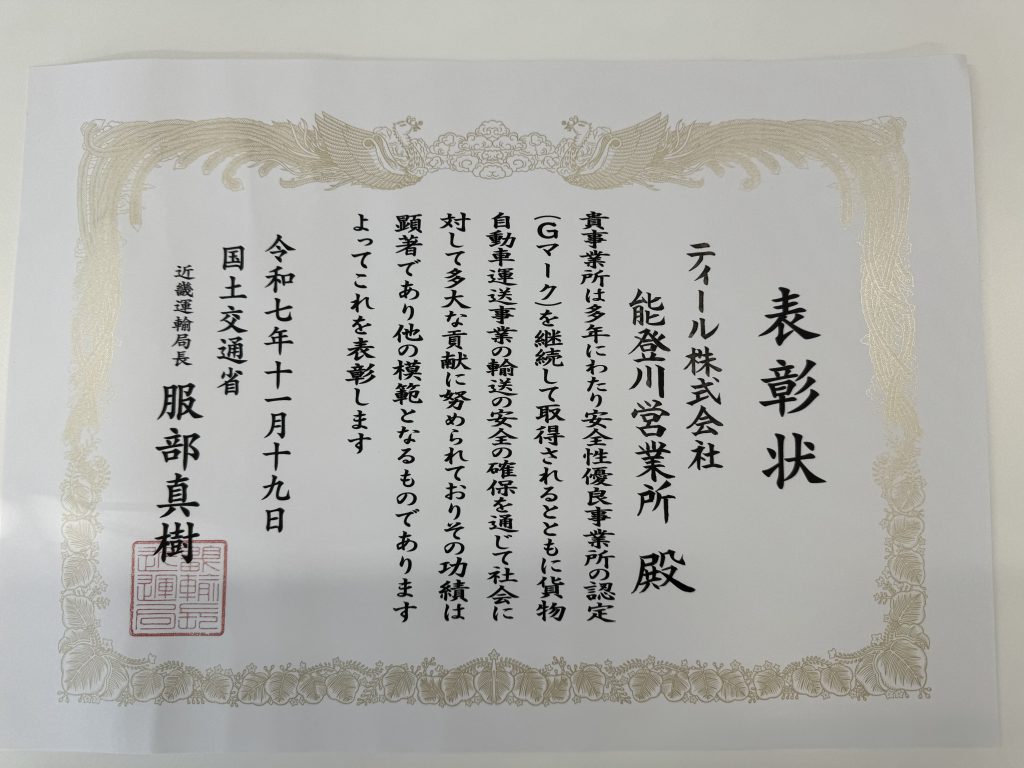 表彰状
ティール株式会社
能登川営業所 殿
貴事業所は多年にわたり安全性優良事業所の認定
(Gマーク)を継続して取得されるとともに貨物
自動車運送事業の輸送の安全の確保を通じて社会に
対して多大な貢献に努められておりその功績は
顕著であり他の模範となるものであります
よってこれを表彰します
令和七年十一月十九日
国土交通省
近畿運輸局長 服部真樹